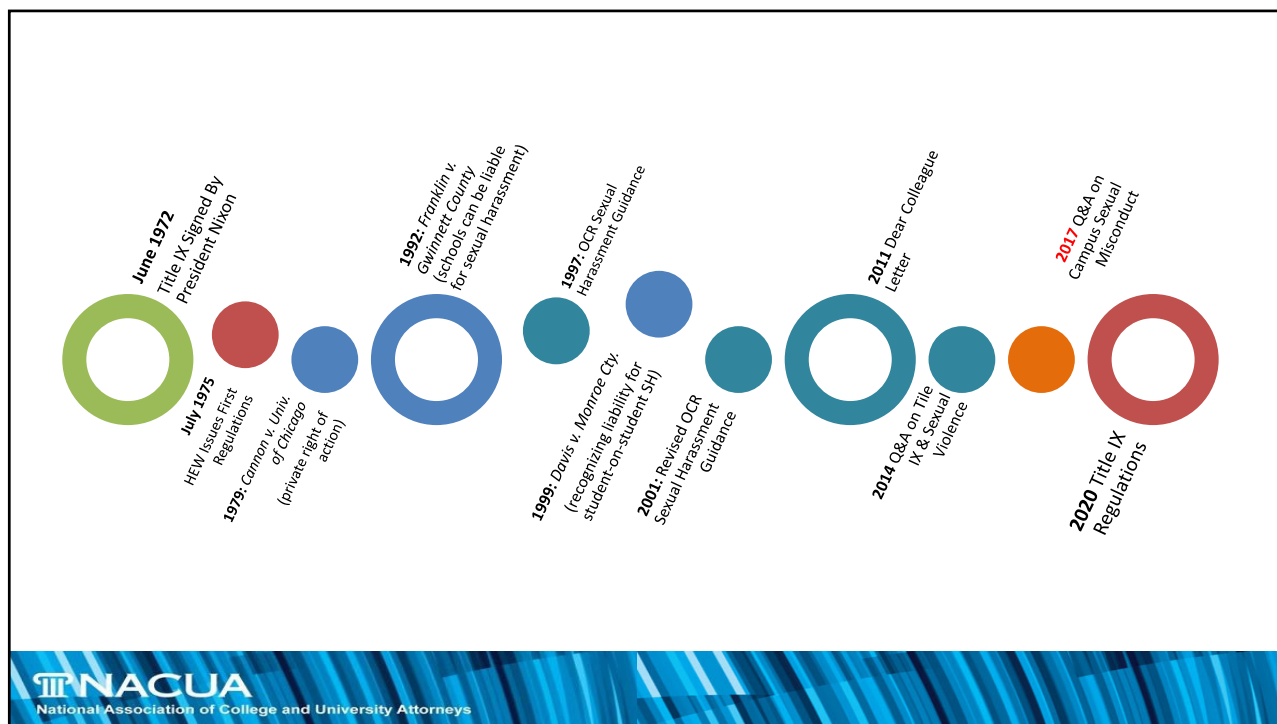 June 1972
Title IX Signed By
President Nixon
July 1975
HEW Issues First
Regulations
1979: Cannon v. Univ.
of Chicago
(private right of
action)
1992: Franklin v.
Gwinnett County
(schools can be liable
for sexual harassment)
1997: OCR Sexual
Harassment Guidance
1999: Davis v. Monroe Cty.
(recognizing liability for
student-on-student SH)
2001: Revised OCR
Sexual Harassment
Guidance
2011 Dear Colleague
Letter
2014 Q&A on Tile
IX & Sexual
Violence
2017 Q&A on
Campus Sexual
Misconduct
2020 Title IX
Regulations
NACUA
National Association of College and University Attorneys